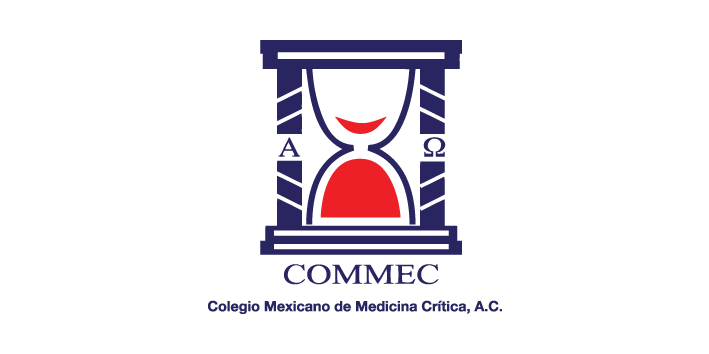 Α Ω
COMMEC
Colegio Mexicano de Medicina Crítica, A.C.